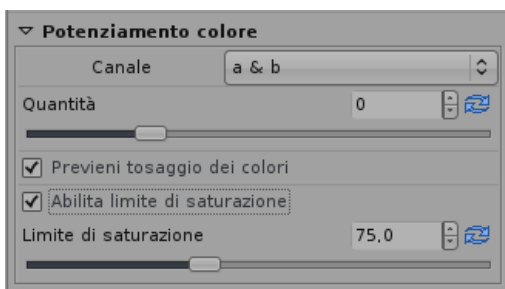 Potenziamento colore
Canale a & b
Quantità 0
Previeni tosaggio dei colori
Abilita limite di saturazione
Limite di saturazione 75,0